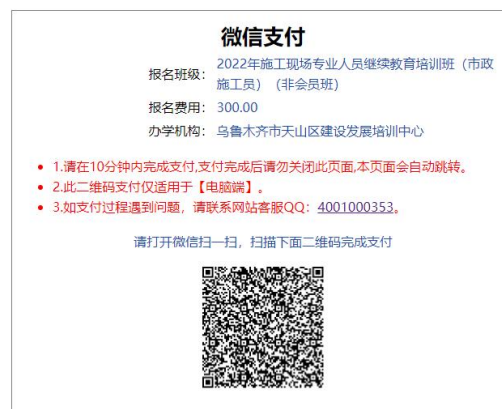 微信支付
报名班级: 2022年施工现场专业人员继续教育培训班（市政
施工员）（非会员班）
报名费用: 300.00
办学机构: 乌鲁木齐市天山区建设发展培训中心
1.请在10分钟内完成支付,支付完成后请勿关闭此页面,本页面会自动跳转。
2.此二维码支付仅适用于【电脑端】。
3.如支付过程遇到问题，请联系网站客服QQ：4001000353。
请打开微信扫一扫，扫描下面二维码完成支付